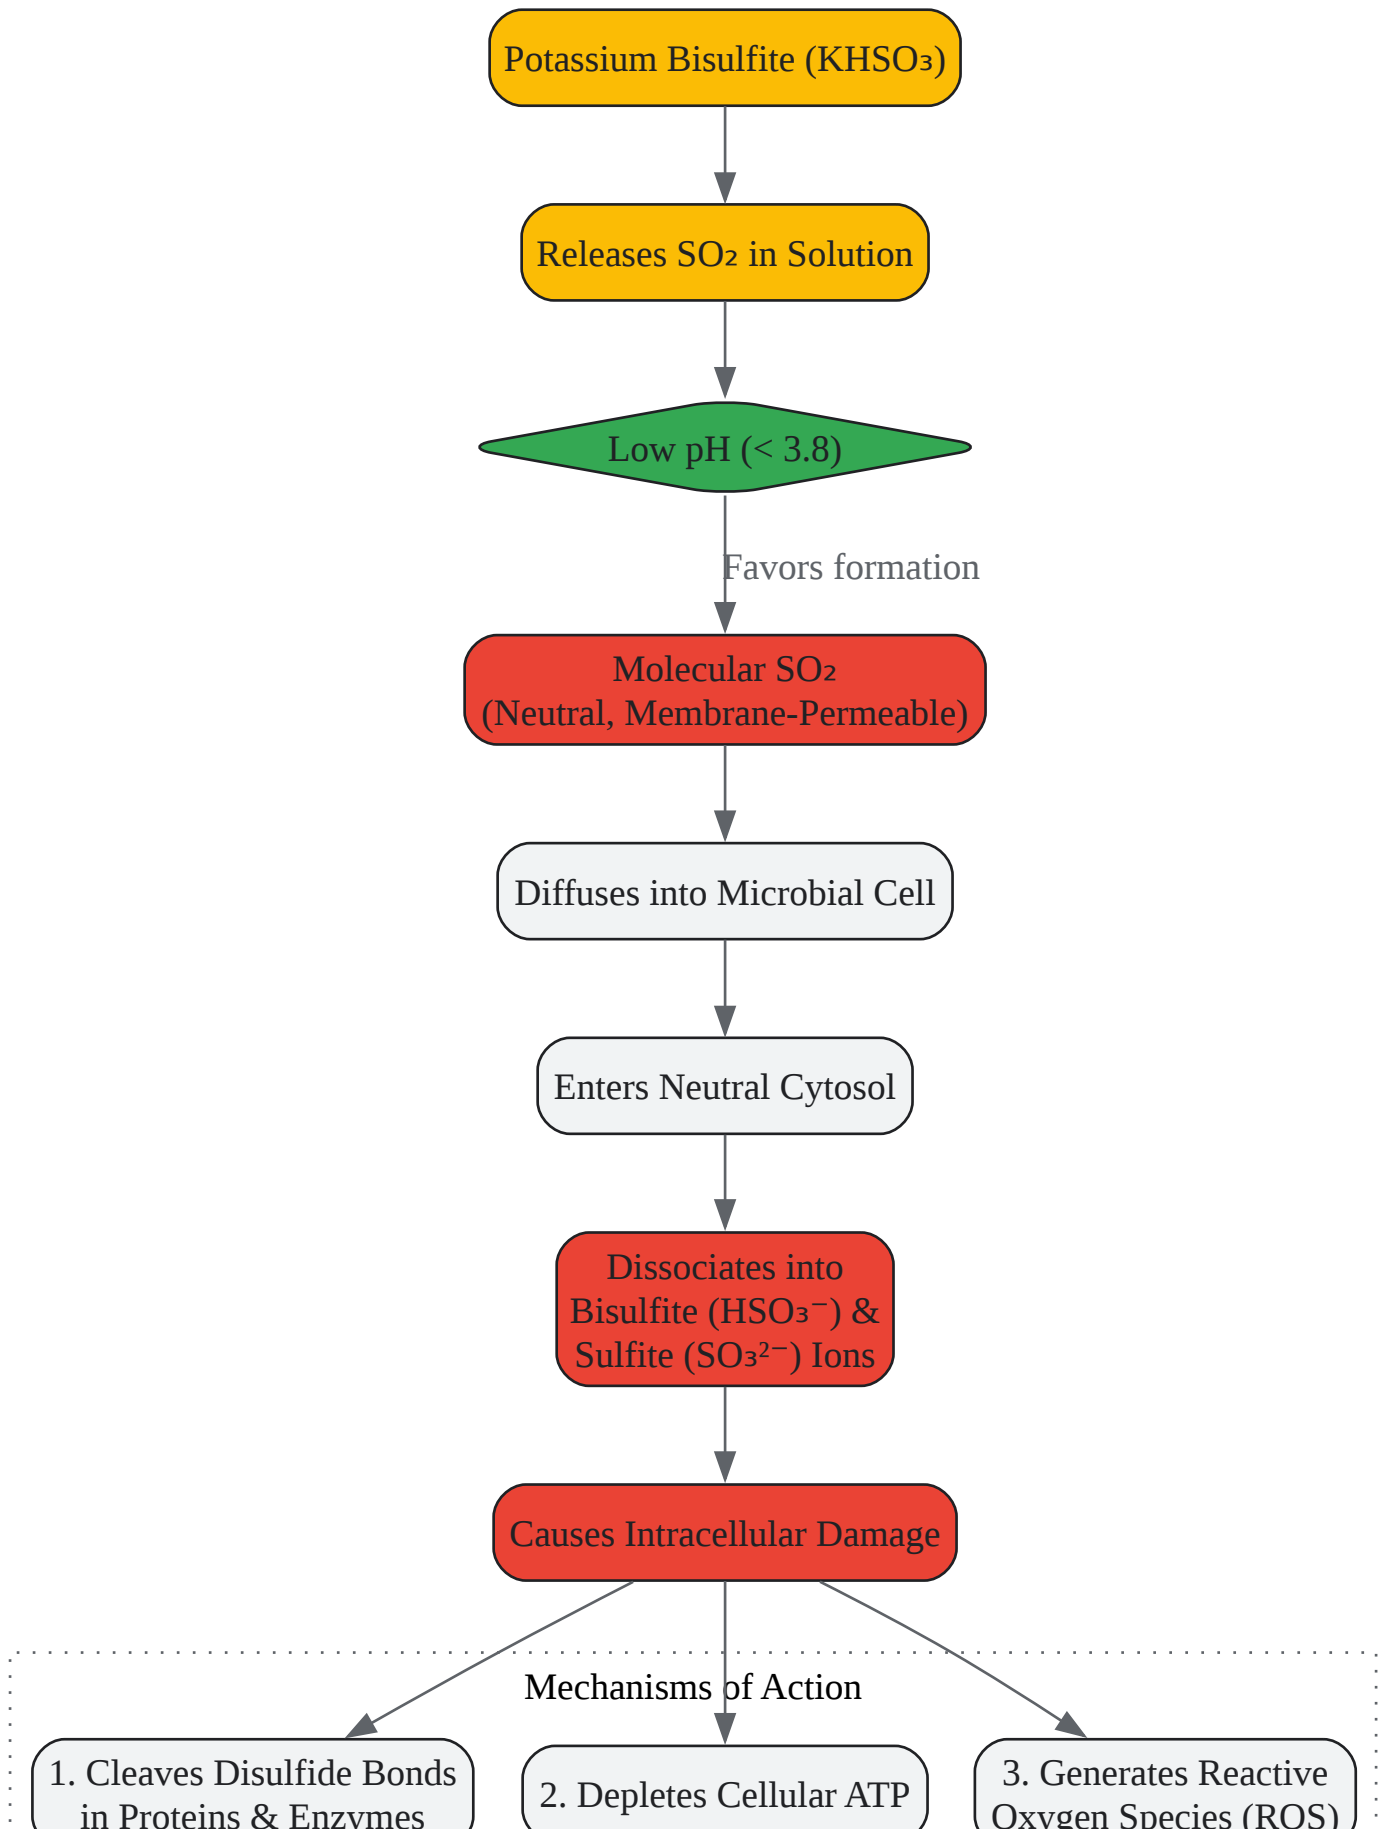 Potassium Bisulfite (KHSO₃)
Releases SO₂ in Solution
Low pH (< 3.8)
Favors formation
Molecular SO₂
(Neutral, Membrane-Permeable)
Diffuses into Microbial Cell
Enters Neutral Cytosol
Dissociates into
Bisulfite (HSO₃⁻) &
Sulfite (SO₃²⁻) Ions
Causes Intracellular Damage
Mechanisms of Action
1. Cleaves Disulfide Bonds
in Proteins & Enzymes
2. Depletes Cellular ATP
3. Generates Reactive
Oxygen Species (ROS)